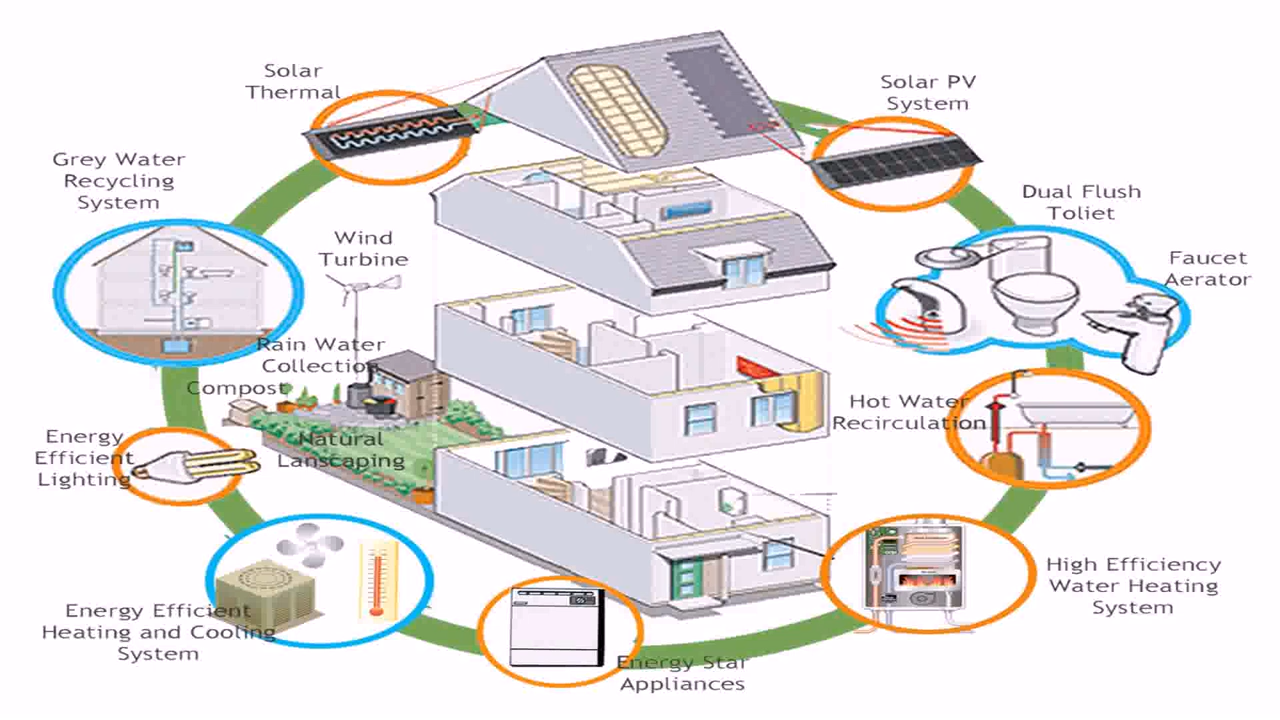 Solar
Thermal
Solar PV
System
Grey Water
Recycling
System
Dual Flush
Toliet
Wind
Turbine
Faucet
Aerator
Rain Water
Collection
Compost
Hot Water
Recirculation
Energy
Efficient
Lighting
Natural
Lanscaping
High Efficiency
Water Heating
System
Energy Efficient
Heating and Cooling
System
Energy Star
Appliances